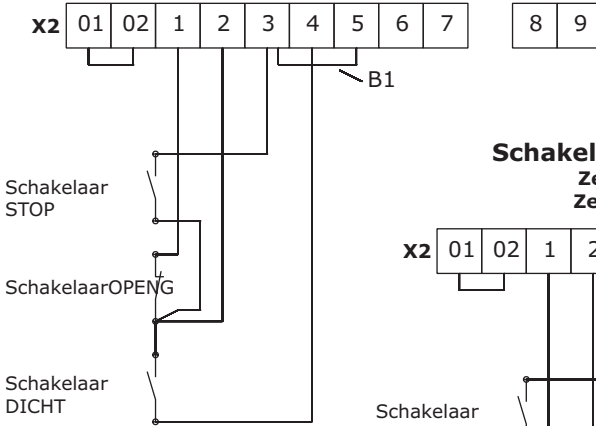 X2 01 02 1 2 3 4 5 6 7 8 9
B1
Schakelaar
STOP
SchakelaarOPENG
Schakelaar
DICHT
Schakel
Ze
Ze
X2 01 02 1 2
Schakelaar